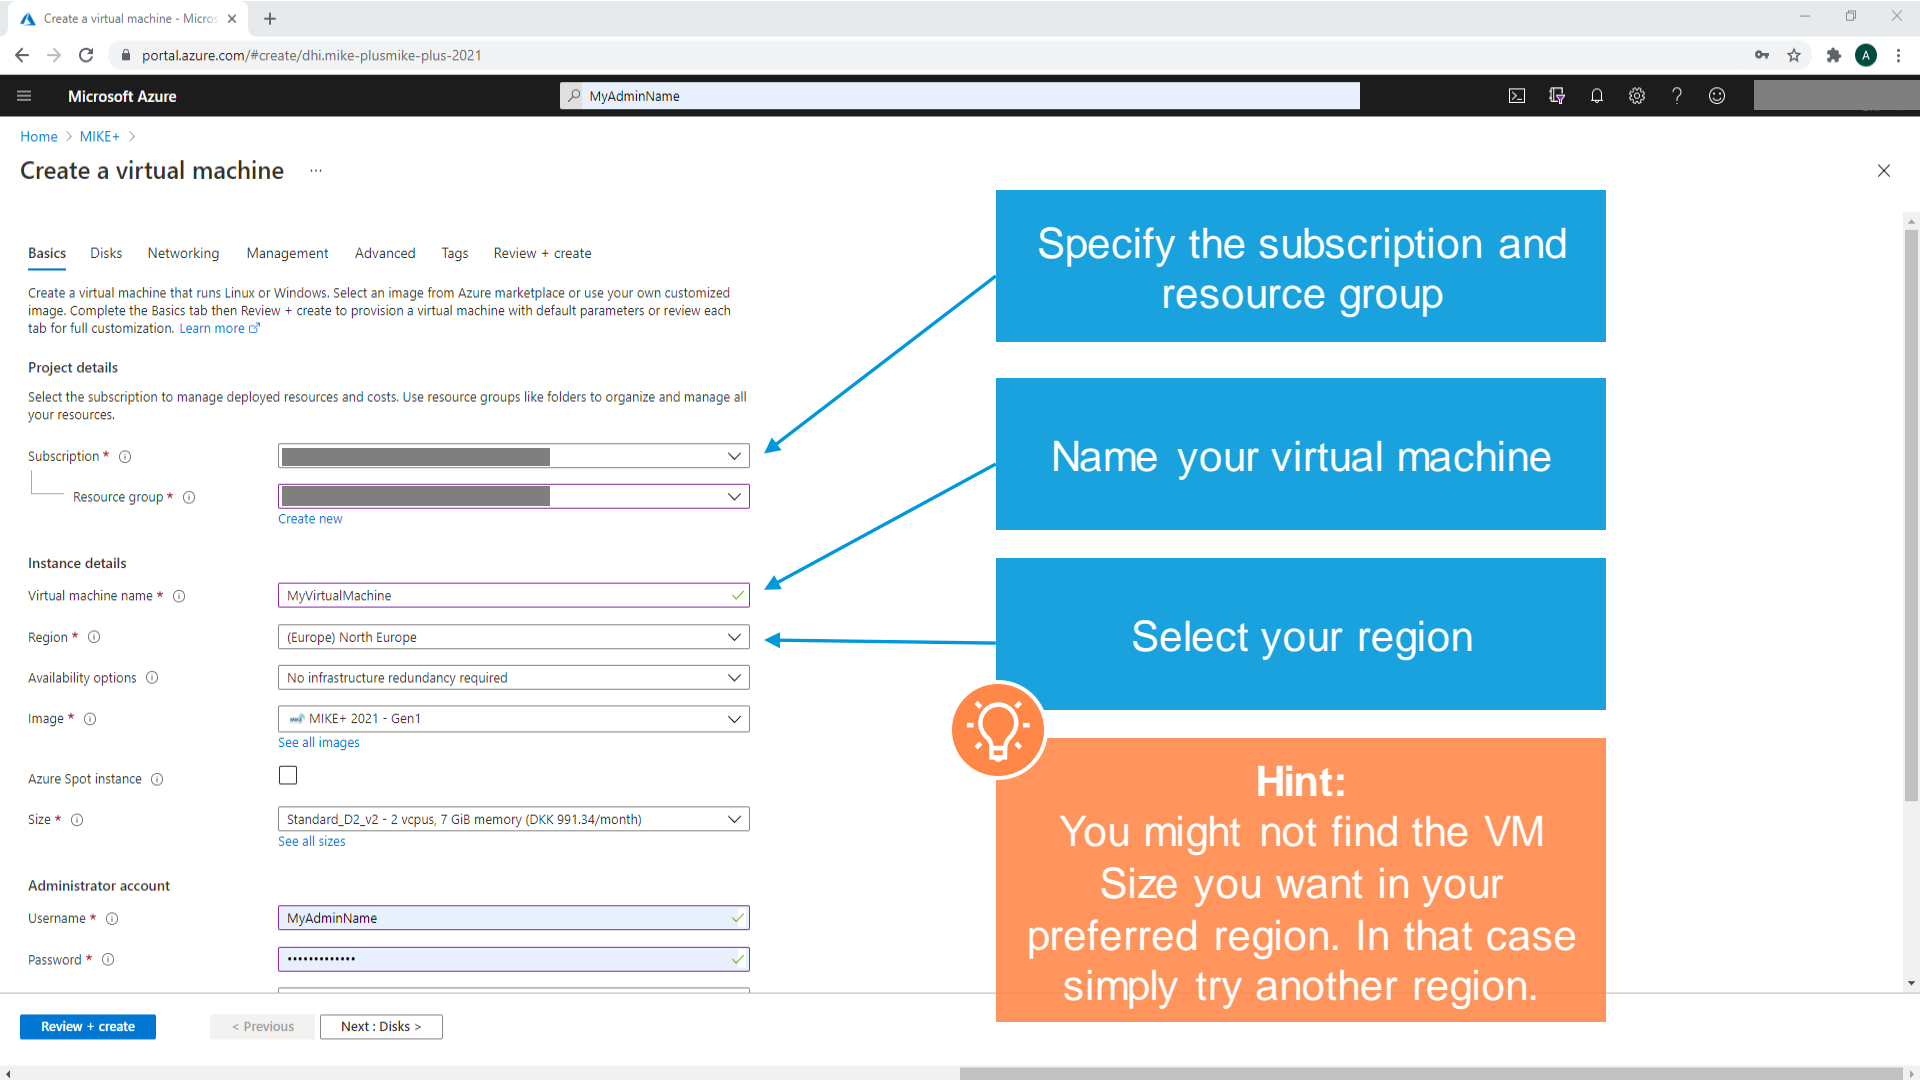 Create a virtual machine - Micros
portal.azure.com/#create/dhi.mike-plusmike-plus-2021
A
Microsoft Azure
MyAdminName
Home > MIKE+ >
Create a virtual machine ...
Basics Disks Networking Management Advanced Tags Review + create
Create a virtual machine that runs Linux or Windows. Select an image from Azure marketplace or use your own customized
image. Complete the Basics tab then Review + create to provision a virtual machine with default parameters or review each
tab for full customization. Learn more
Project details
Select the subscription to manage deployed resources and costs. Use resource groups like folders to organize and manage all
your resources.
Subscription *
Resource group *
Create new
Instance details
Virtual machine name * MyVirtualMachine
Region * (Europe) North Europe
Availability options No infrastructure redundancy required
Image * MIKE+ 2021 - Gen1
See all images
Azure Spot instance
Size * Standard_D2_v2 - 2 vcpus, 7 GiB memory (DKK 991.34/month)
See all sizes
Administrator account
Username * MyAdminName
Password * •••••••••••••
Review + create < Previous Next : Disks >
Specify the subscription and
resource group
Name your virtual machine
Select your region
Hint:
You might not find the VM
Size you want in your
preferred region. In that case
simply try another region.